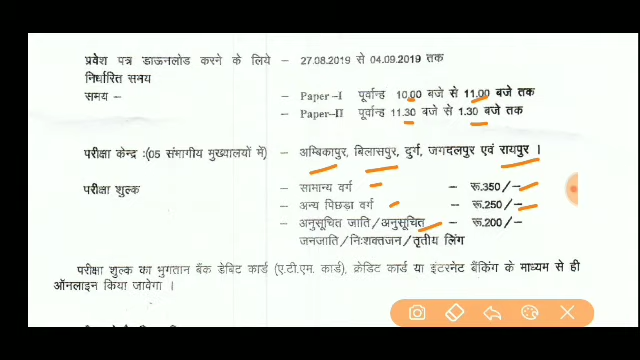 प्रवेश पत्र डाऊनलोड करने के लिये – 27.08.2019 से 04.09.2019 तक
निर्धारित समय
समय – – Paper-I पूर्वान्ह 10.00 बजे से 11.00 बजे तक
– Paper-II पूर्वान्ह 11.30 बजे से 1.30 बजे तक
परीक्षा केन्द्र :(05 संभागीय मुख्यालयों में) – अम्बिकापुर, बिलासपुर, दुर्ग, जगदलपुर एवं रायपुर ।
परीक्षा शुल्क – सामान्य वर्ग – रू.350/–
– अन्य पिछड़ा वर्ग – रू.250/–
– अनुसूचित जाति/अनुसूचित – रू.200/–
जनजाति/निःशक्तजन/तृतीय लिंग
परीक्षा शुल्क का भुगतान बैंक डेबिट कार्ड (ए.टी.एम. कार्ड), क्रेडिट कार्ड या इंटरनेट बैंकिंग के माध्यम से ही
ऑनलाइन किया जावेगा ।